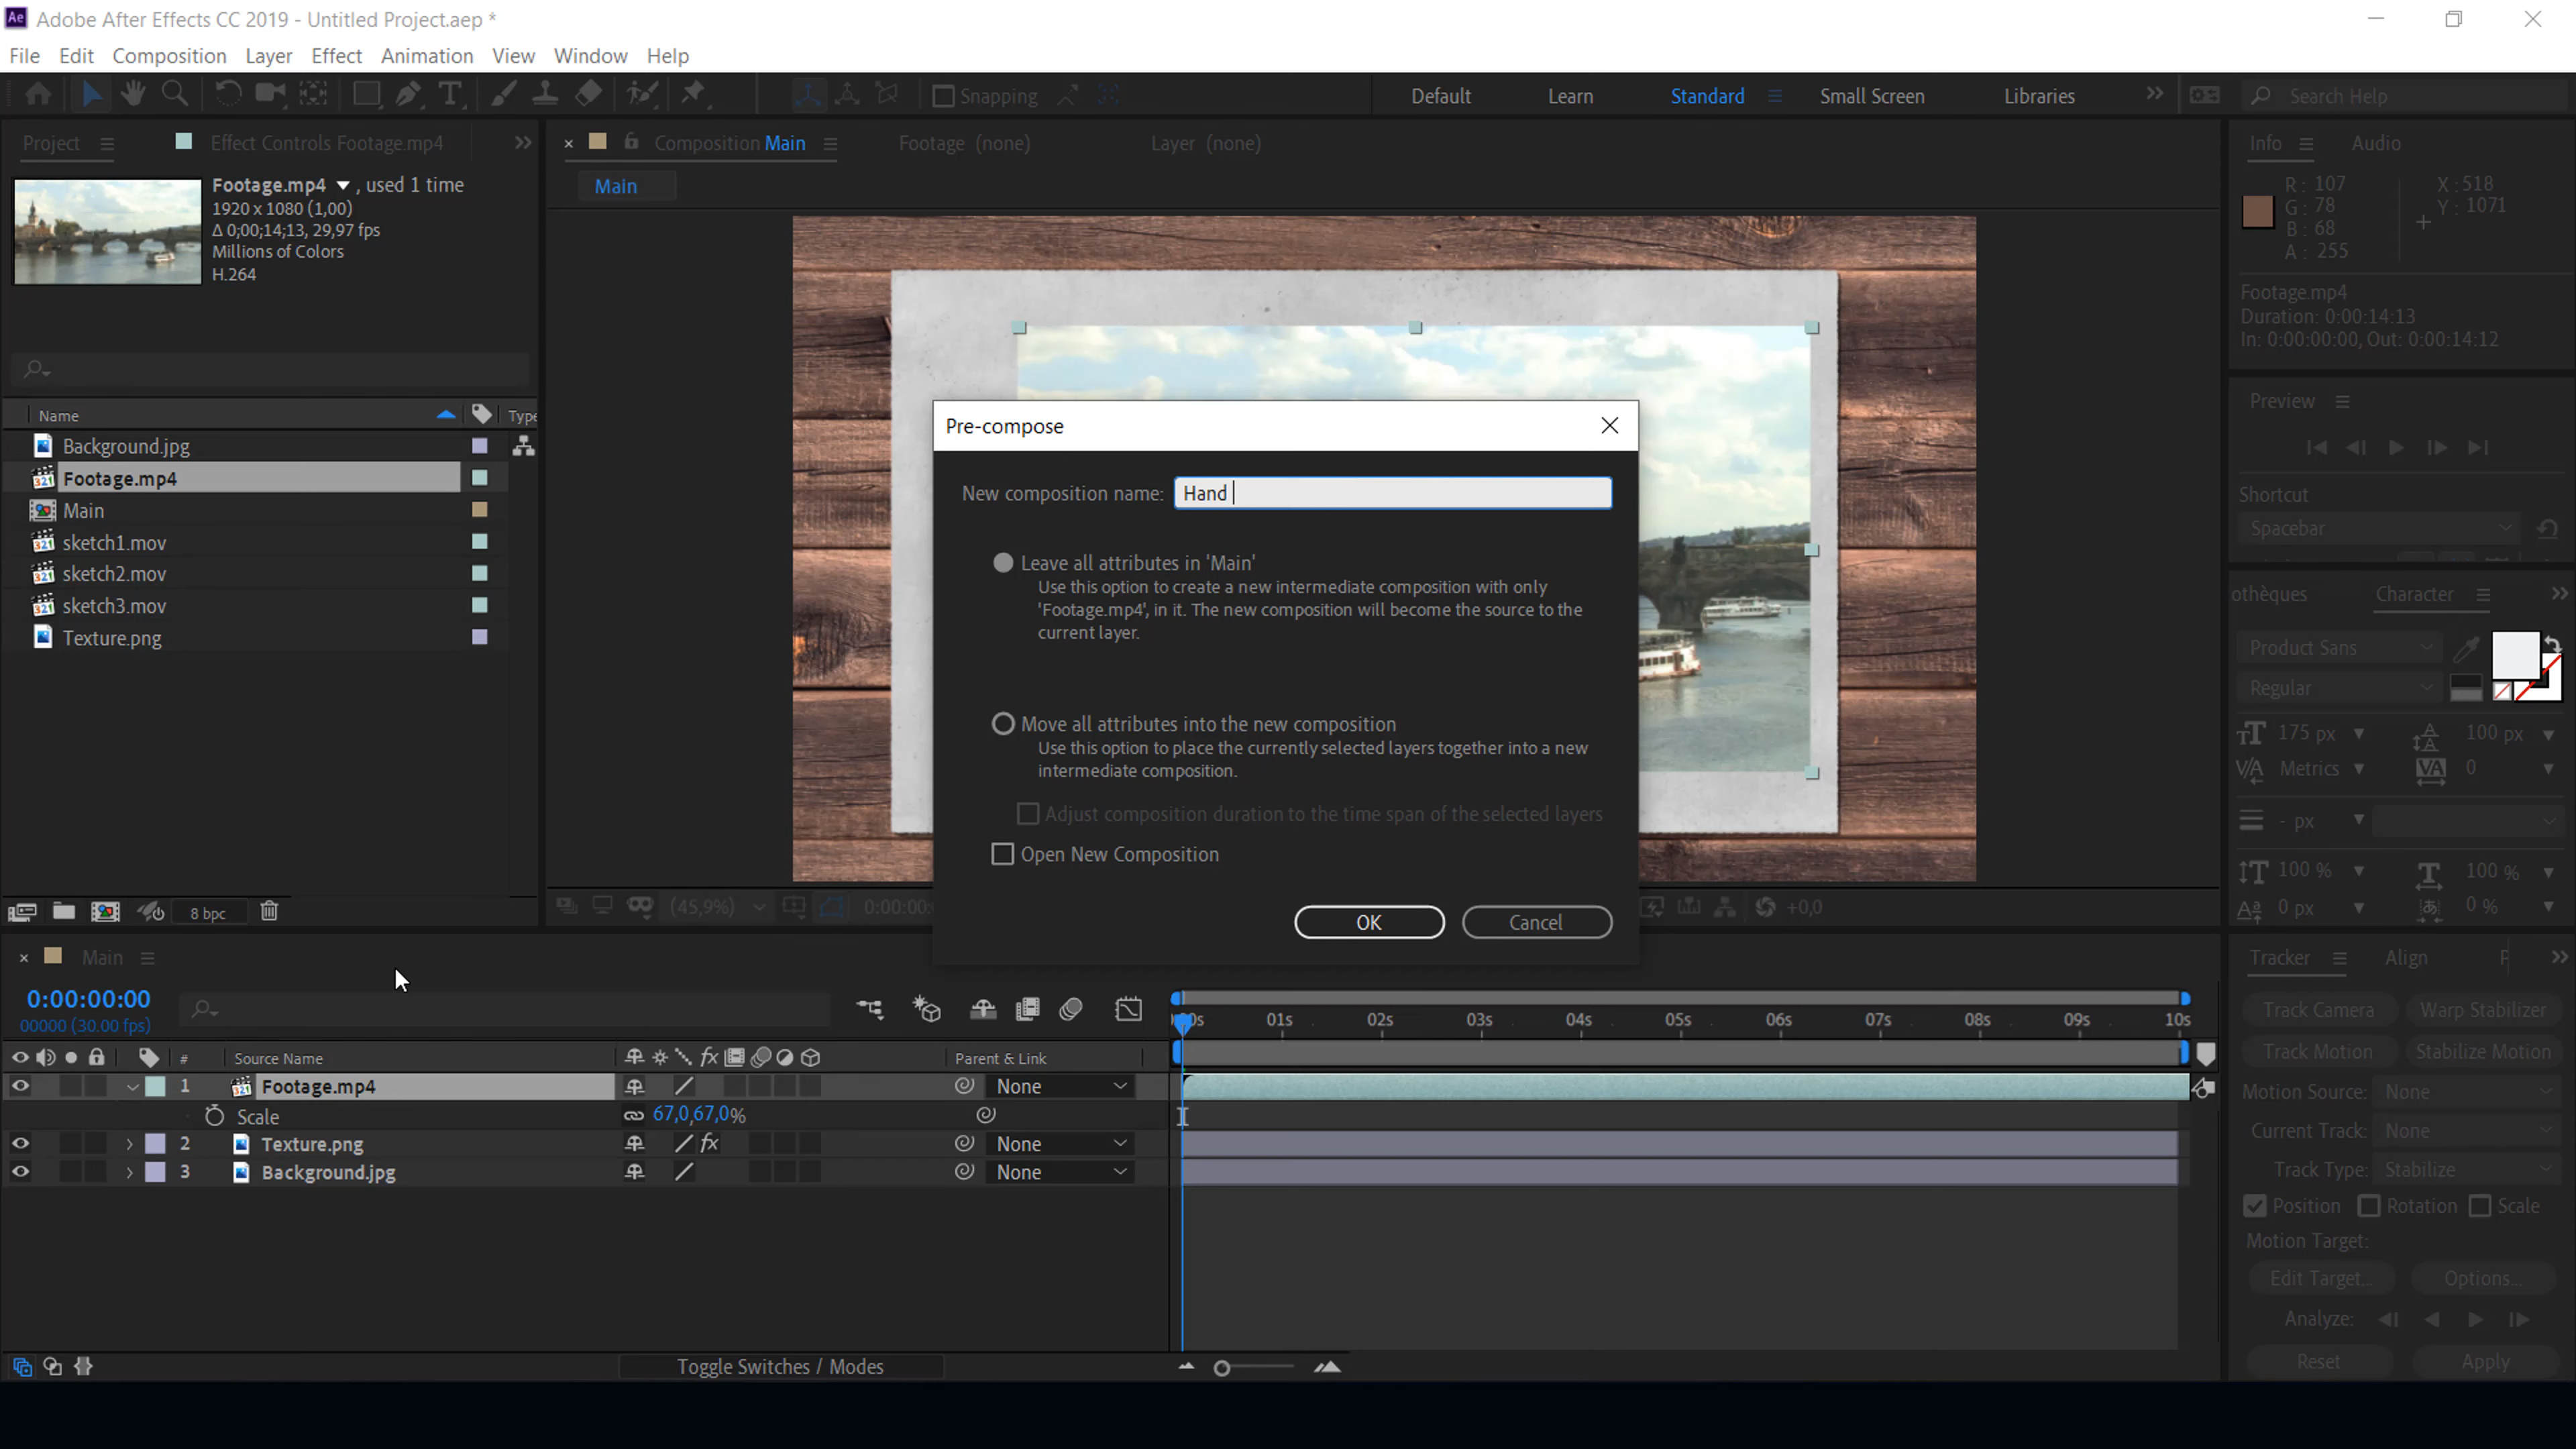 Ae Adobe After Effects CC 2019 - Untitled Project.aep *
File Edit Composition Layer Effect Animation View Window Help
Snapping Default Learn Standard Small Screen Libraries Search Help
Project Effect Controls Footage.mp4
Footage.mp4 , used 1 time
1920 x 1080 (1,00)
Δ 0;00;14;13, 29,97 fps
Millions of Colors
H.264
Name Type
Background.jpg
Footage.mp4
Main
sketch1.mov
sketch2.mov
sketch3.mov
Texture.png
8 bpc
Composition Main Footage (none) Layer (none)
Main
Pre-compose
New composition name: Hand
Leave all attributes in 'Main'
Use this option to create a new intermediate composition with only
'Footage.mp4', in it. The new composition will become the source to the
current layer.
Move all attributes into the new composition
Use this option to place the currently selected layers together into a new
intermediate composition.
Adjust composition duration to the time span of the selected layers
Open New Composition
OK Cancel
(45,9%) 0:00:00: +0,0
Info Audio
R: 107 X: 518
G: 78 Y: 1071
B: 68
A: 255
Footage.mp4
Duration: 0:00:14:13
In: 0:00:00:00, Out: 0:00:14:12
Preview
Shortcut
Spacebar
othèques Character
Product Sans
Regular
175 px 100 px
Metrics 0
- px
100 % 100 %
0 px 0 %
Tracker Align
Track Camera Warp Stabilizer
Track Motion Stabilize Motion
Motion Source: None
Current Track: None
Track Type: Stabilize
Position Rotation Scale
Motion Target:
Edit Target... Options...
Analyze:
Reset Apply
Main
0:00:00:00
00000 (30.00 fps)
00s 01s 02s 03s 04s 05s 06s 07s 08s 09s 10s
# Source Name fx Parent & Link
1 Footage.mp4 None
Scale 67,0,67,0%
2 Texture.png fx None
3 Background.jpg None
Toggle Switches / Modes